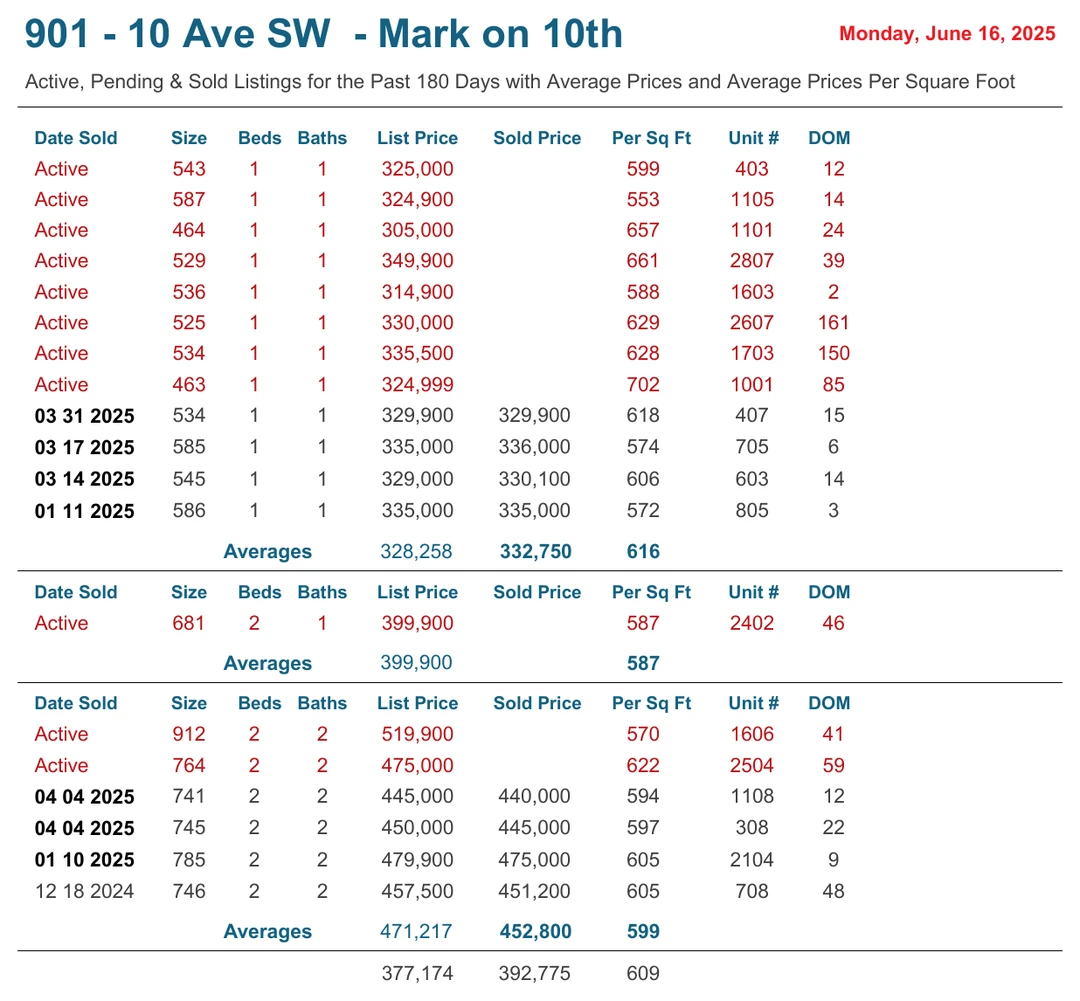 901 - 10 Ave SW - Mark on 10th Monday, June 16, 2025
Active, Pending & Sold Listings for the Past 180 Days with Average Prices and Average Prices Per Square Foot
Date Sold Size Beds Baths List Price Sold Price Per Sq Ft Unit # DOM
Active 543 1 1 325,000 599 403 12
Active 587 1 1 324,900 553 1105 14
Active 464 1 1 305,000 657 1101 24
Active 529 1 1 349,900 661 2807 39
Active 536 1 1 314,900 588 1603 2
Active 525 1 1 330,000 629 2607 161
Active 534 1 1 335,500 628 1703 150
Active 463 1 1 324,999 702 1001 85
03 31 2025 534 1 1 329,900 329,900 618 407 15
03 17 2025 585 1 1 335,000 336,000 574 705 6
03 14 2025 545 1 1 329,000 330,100 606 603 14
01 11 2025 586 1 1 335,000 335,000 572 805 3
Averages 328,258 332,750 616
Date Sold Size Beds Baths List Price Sold Price Per Sq Ft Unit # DOM
Active 681 2 1 399,900 587 2402 46
Averages 399,900 587
Date Sold Size Beds Baths List Price Sold Price Per Sq Ft Unit # DOM
Active 912 2 2 519,900 570 1606 41
Active 764 2 2 475,000 622 2504 59
04 04 2025 741 2 2 445,000 440,000 594 1108 12
04 04 2025 745 2 2 450,000 445,000 597 308 22
01 10 2025 785 2 2 479,900 475,000 605 2104 9
12 18 2024 746 2 2 457,500 451,200 605 708 48
Averages 471,217 452,800 599
377,174 392,775 609